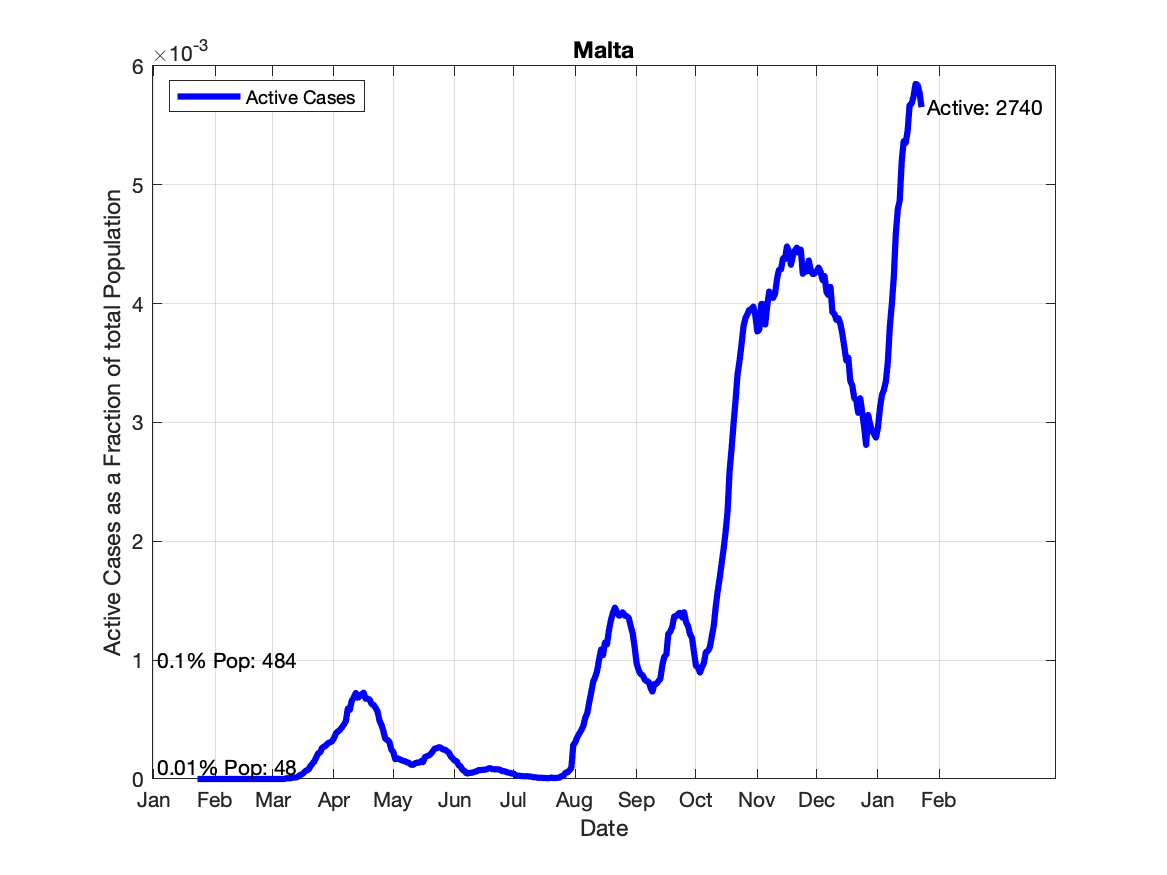 Malta
×10-3
6
5
4
3
2
1
0
Active Cases
Active: 2740
0.1% Pop: 484
0.01% Pop: 48
Active Cases as a Fraction of total Population
Jan Feb Mar Apr May Jun Jul Aug Sep Oct Nov Dec Jan Feb
Date